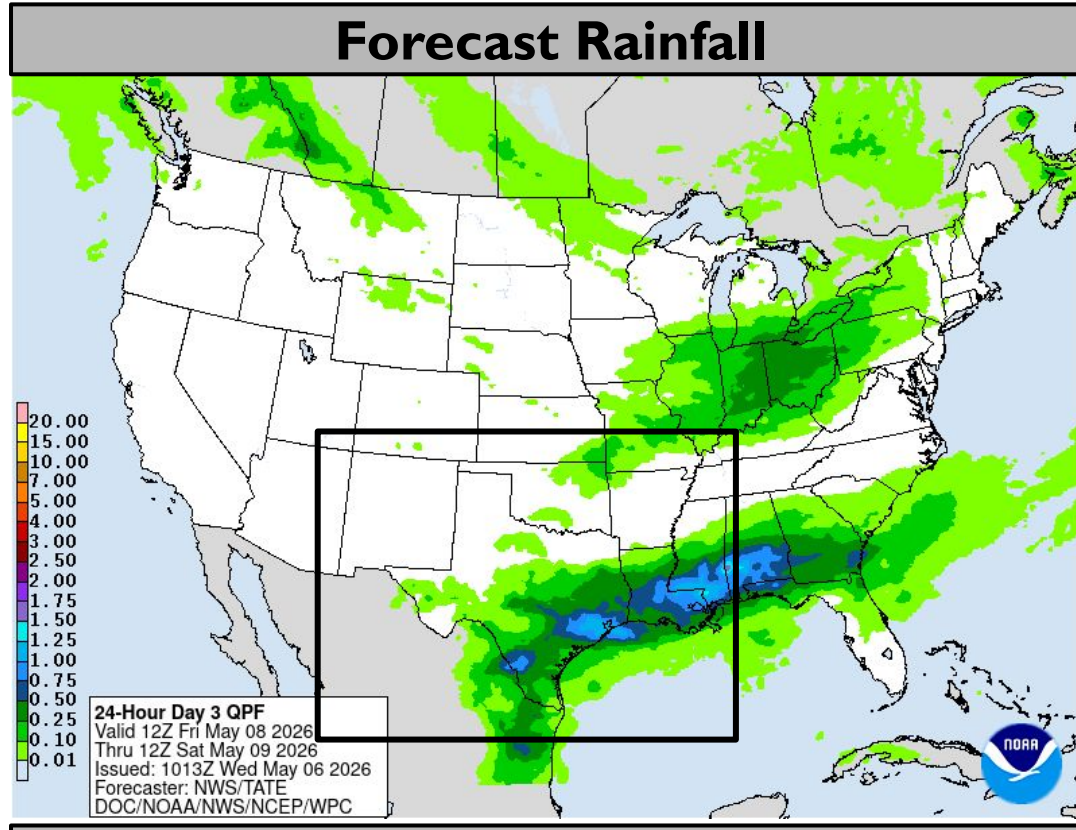 Forecast Rainfall
20.00
15.00
10.00
7.00
5.00
4.00
3.00
2.50
2.00
1.75
1.50
1.25
1.00
0.75
0.50
0.25
0.10
0.01
24-Hour Day 3 QPF
Valid 12Z Fri May 08 2026
Thru 12Z Sat May 09 2026
Issued: 1013Z Wed May 06 2026
Forecaster: NWS/TATE
DOC/NOAA/NWS/NCEP/WPC
NOAA